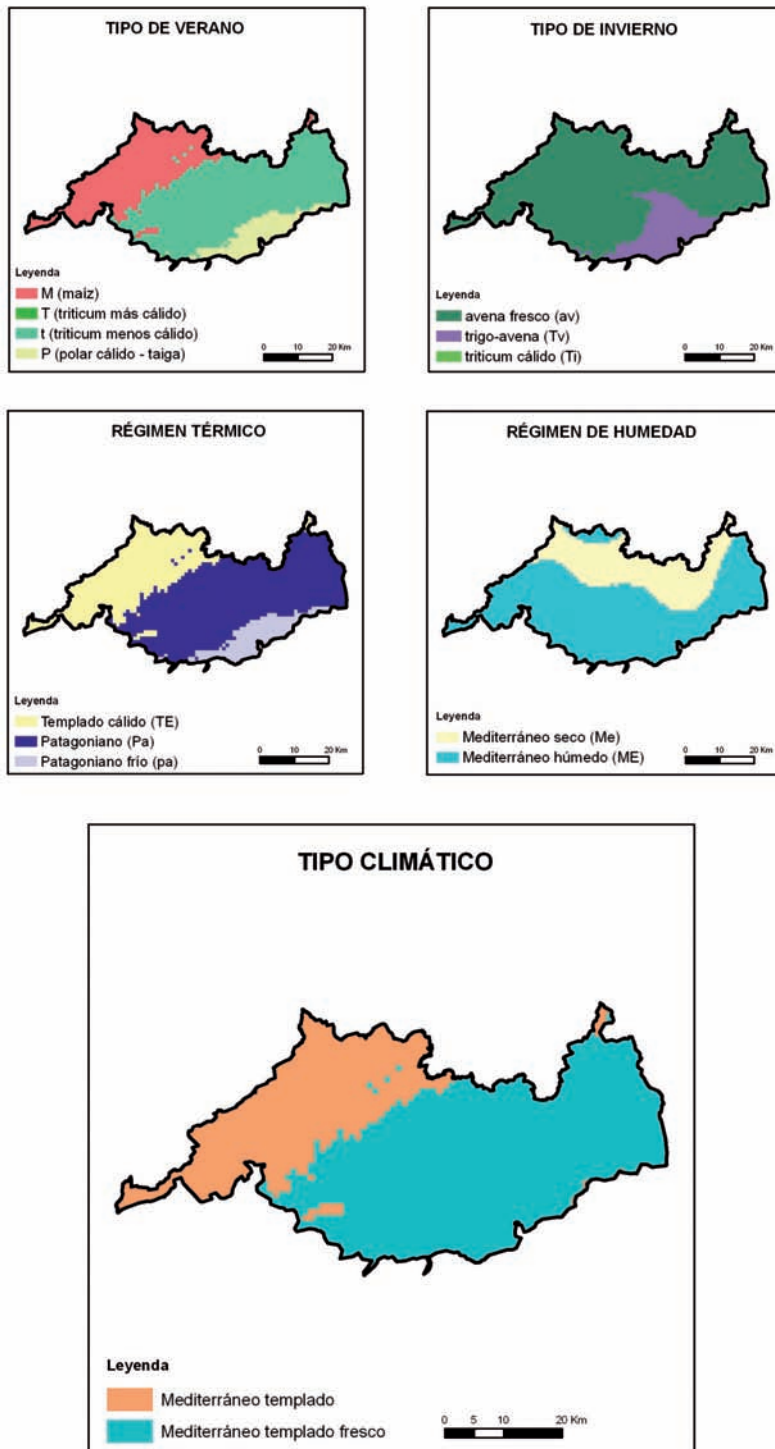 TIPO DE VERANO
Leyenda
M (maíz)
T (triticum más cálido)
t (triticum menos cálido)
P (polar cálido - taiga)
0 10 20 Km
TIPO DE INVIERNO
Leyenda
avena fresco (av)
trigo-avena (Tv)
triticum cálido (Ti)
0 10 20 Km
RÉGIMEN TÉRMICO
Leyenda
Templado cálido (TE)
Patagoniano (Pa)
Patagoniano frío (pa)
0 10 20 Km
RÉGIMEN DE HUMEDAD
Leyenda
Mediterráneo seco (Me)
Mediterráneo húmedo (ME)
0 10 20 Km
TIPO CLIMÁTICO
Leyenda
Mediterráneo templado
Mediterráneo templado fresco
0 5 10 20 Km